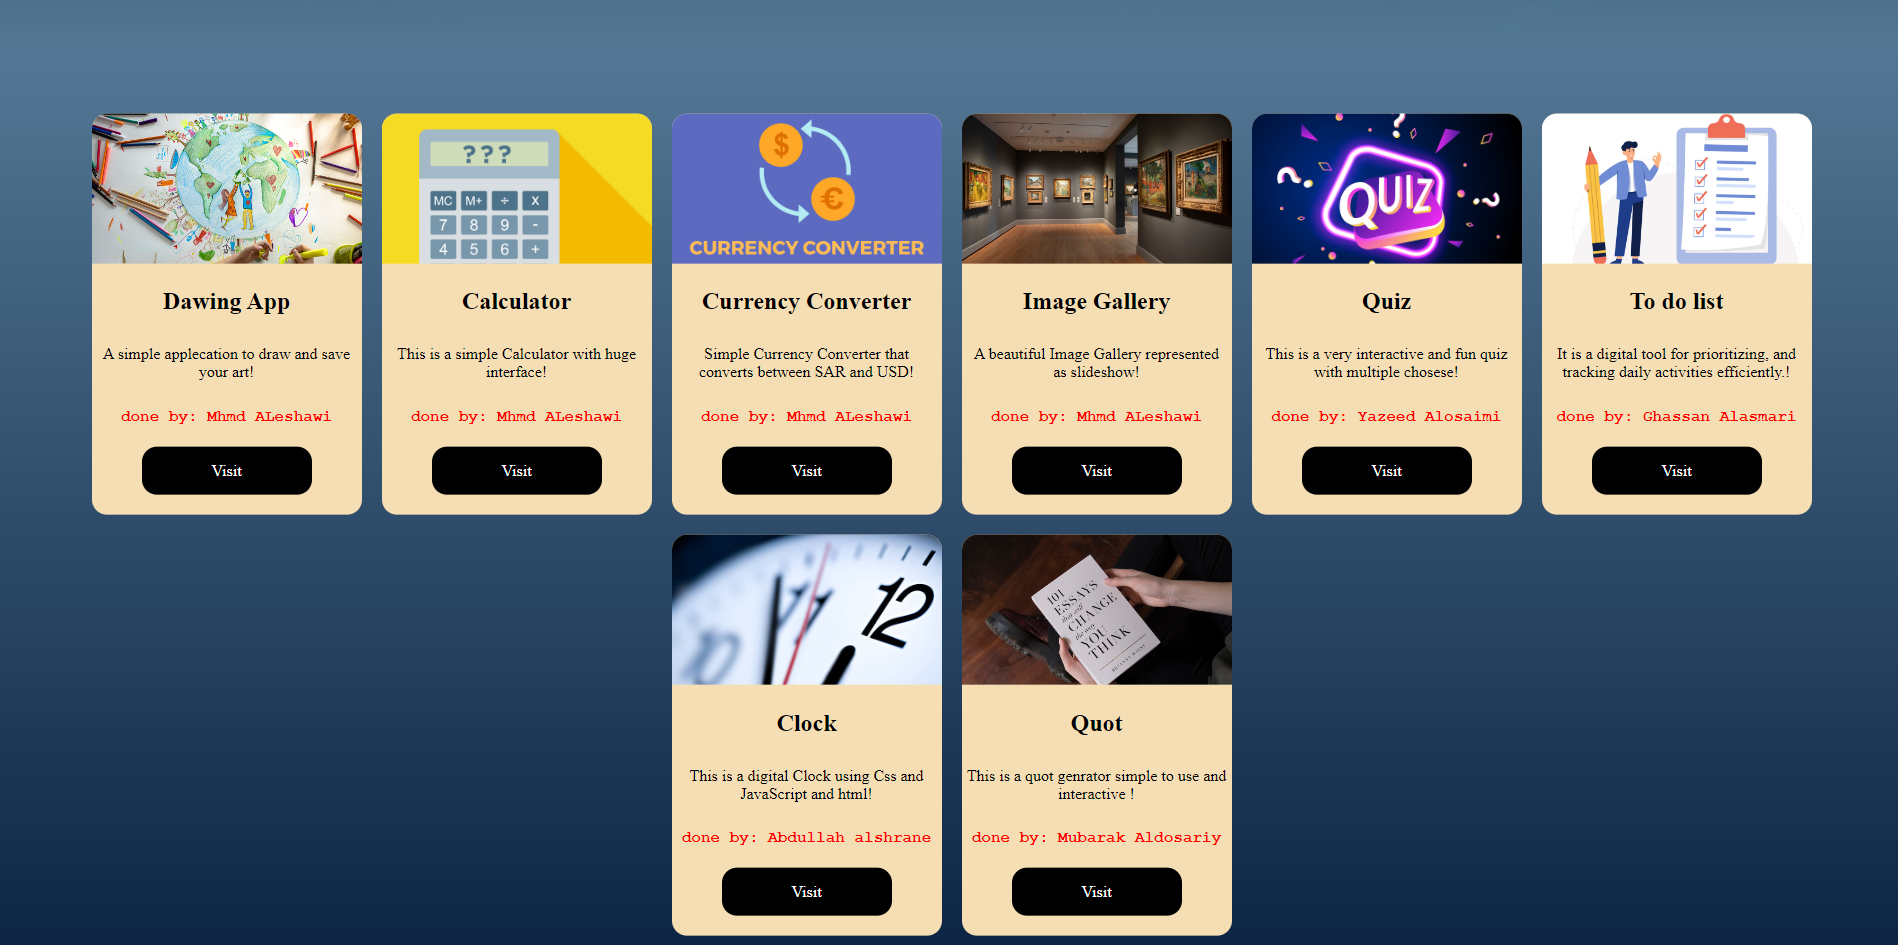 ???
MC M+ ÷ X
7 8 9 -
4 5 6 +
$
€
CURRENCY CONVERTER
QUIZ
Dawing App
A simple applecation to draw and save
your art!
done by: Mhmd ALeshawi
Visit
Calculator
This is a simple Calculator with huge
interface!
done by: Mhmd ALeshawi
Visit
Currency Converter
Simple Currency Converter that
converts between SAR and USD!
done by: Mhmd ALeshawi
Visit
Image Gallery
A beautiful Image Gallery represented
as slideshow!
done by: Mhmd ALeshawi
Visit
Quiz
This is a very interactive and fun quiz
with multiple chosese!
done by: Yazeed Alosaimi
Visit
To do list
It is a digital tool for prioritizing, and
tracking daily activities efficiently.!
done by: Ghassan Alasmari
Visit
12
Clock
This is a digital Clock using Css and
JavaScript and html!
done by: Abdullah alshrane
Visit
101
ESSAYS
that will
CHANGE
the way
YOU
THINK
Quot
This is a quot genrator simple to use and
interactive !
done by: Mubarak Aldosariy
Visit